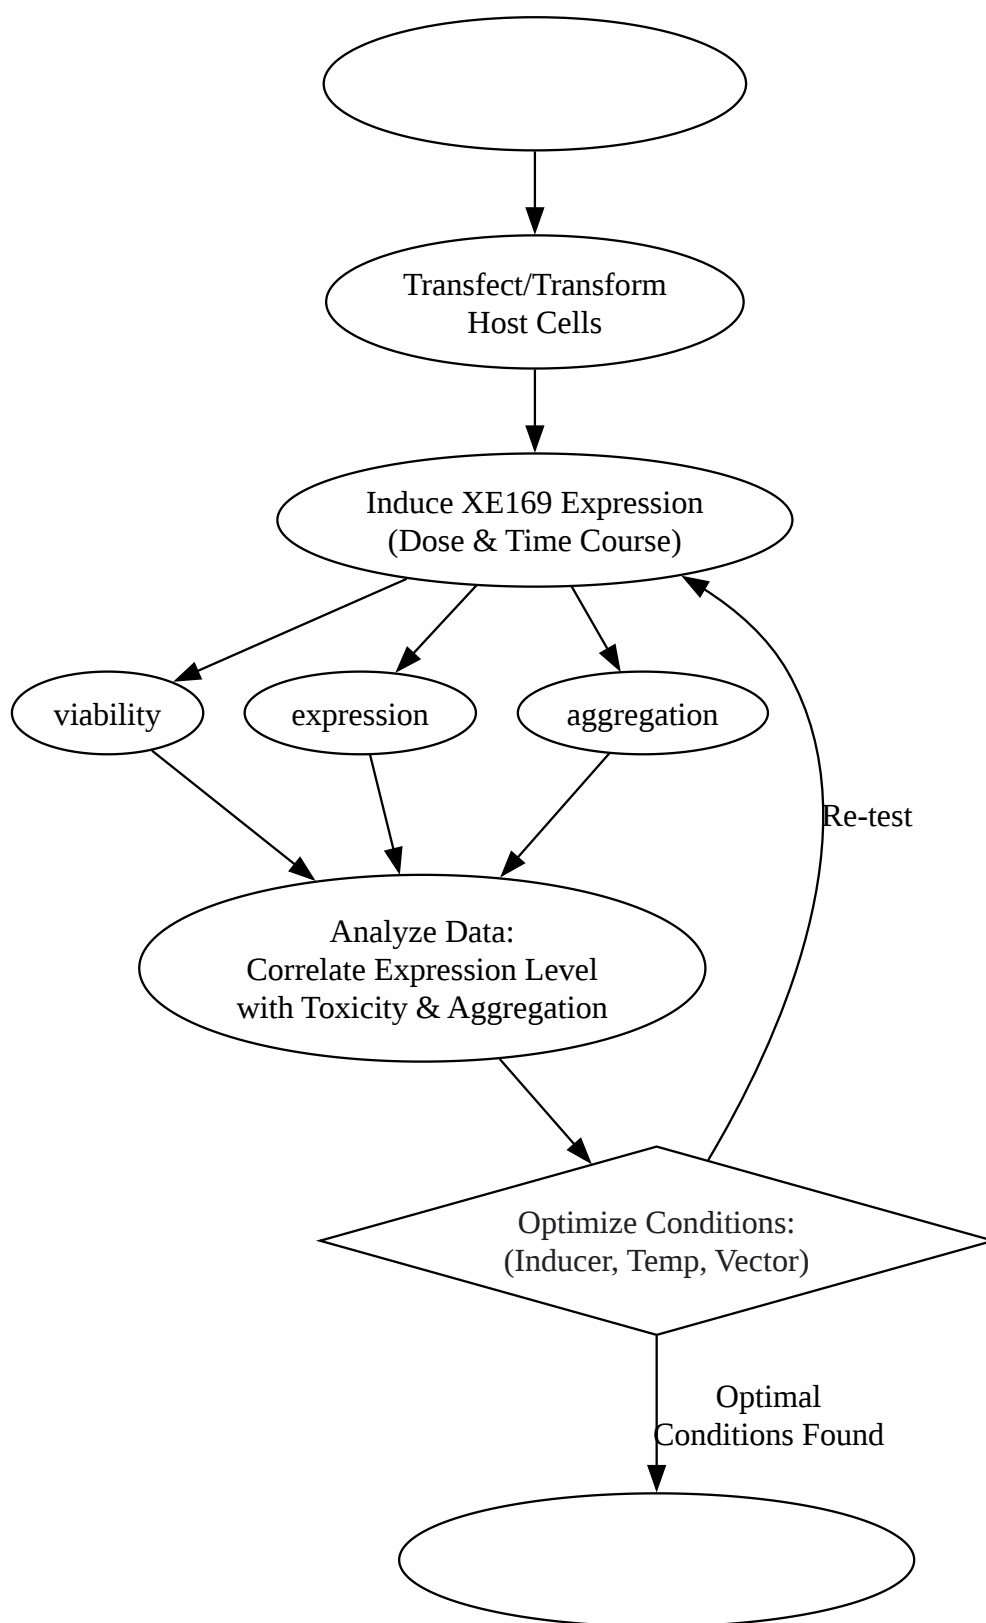 Transfect/Transform
Host Cells
Induce XE169 Expression
(Dose & Time Course)
viability
expression
aggregation
Re-test
Analyze Data:
Correlate Expression Level
with Toxicity & Aggregation
Optimize Conditions:
(Inducer, Temp, Vector)
Optimal
Conditions Found